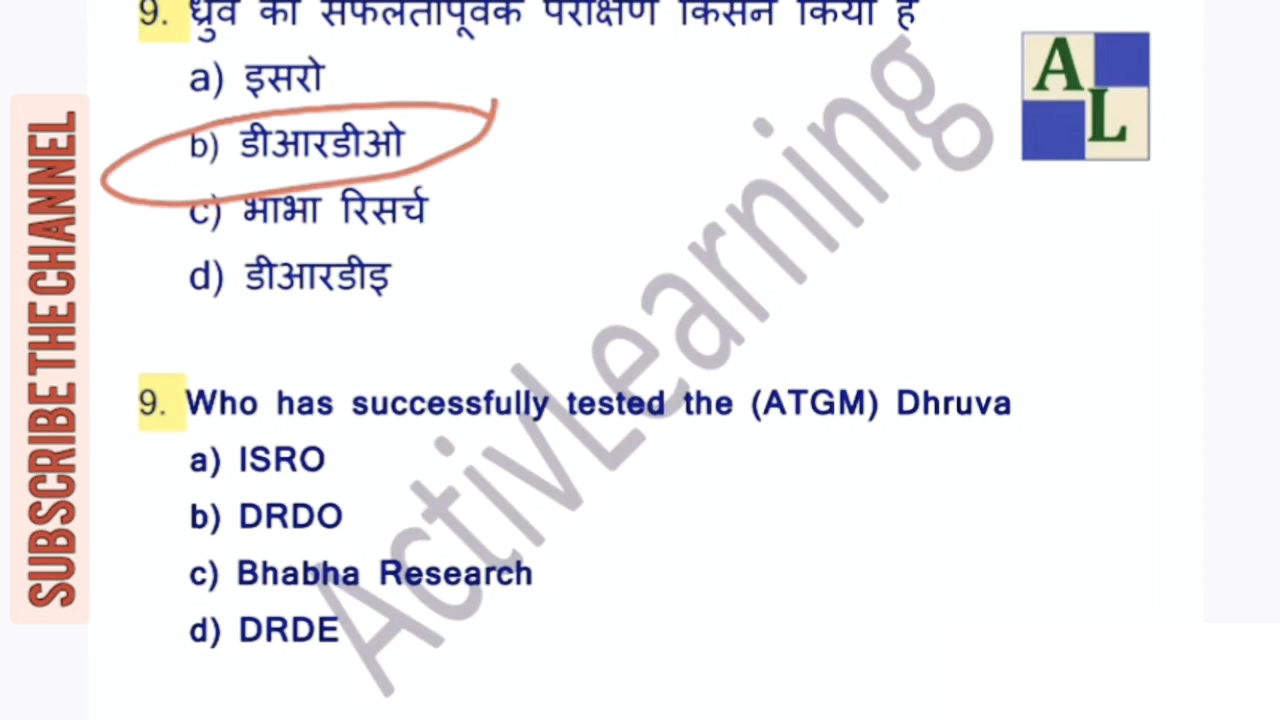 9. ध्रुव का सफलतापूर्वक परीक्षण किसने किया है
a) इसरो
b) डीआरडीओ
c) भाभा रिसर्च
d) डीआरडीइ
9. Who has successfully tested the (ATGM) Dhruva
a) ISRO
b) DRDO
c) Bhabha Research
d) DRDE
SUBSCRIBE THE CHANNEL
A
L
ActivLearning